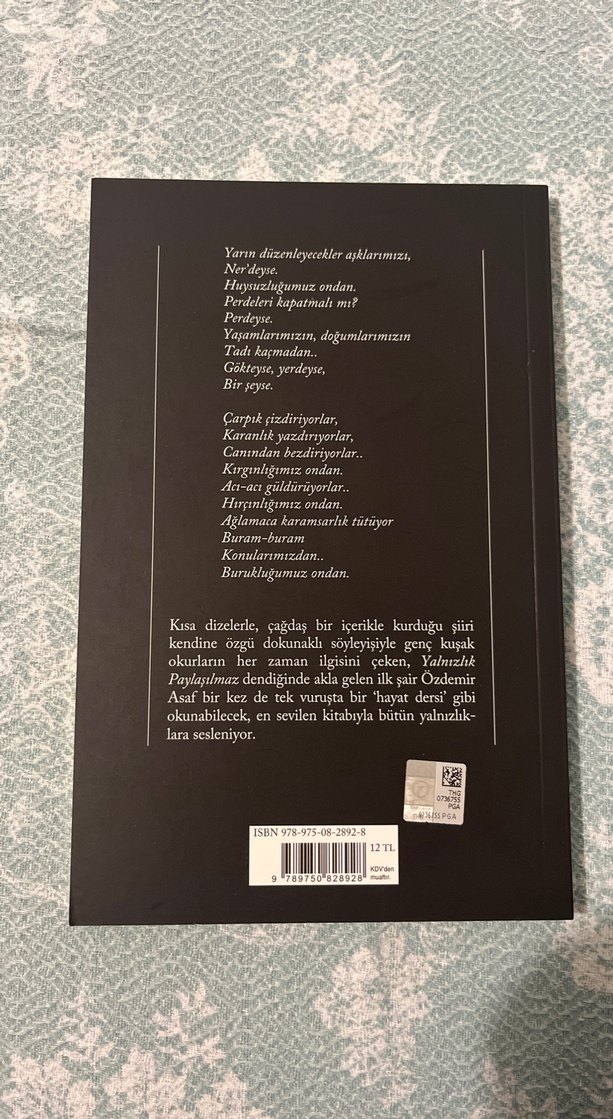 Yarın düzenleyecekler aşklarımızı,
Ner'deyse.
Huysuzluğumuz ondan.
Perdeleri kapatmalı mı?
Perdeyse.
Yaşamlarımızın, doğumlarımızın
Tadı kaçmadan..
Gökteyse, yerdeyse,
Bir şeyse.
Çarpık çizdiriyorlar,
Karanlık yazdırıyorlar,
Canından bezdiriyorlar..
Kırgınlığımız ondan.
Acı-acı güldürüyorlar..
Hırçınlığımız ondan.
Ağlamaca karamsarlık tütüyor
Buram-buram
Konularımızdan..
Burukluğumuz ondan.
Kısa dizelerle, çağdaş bir içerikle kurduğu şiiri
kendine özgü dokunaklı söyleyişiyle genç kuşak
okurların her zaman ilgisini çeken, Yalnızlık
Paylaşılmaz dendiğinde akla gelen ilk şair Özdemir
Asaf bir kez de tek vuruşta bir 'hayat dersi' gibi
okunabilecek, en sevilen kitabıyla bütün yalnızlık-
lara sesleniyor.
THG
0736755
PGA
0736755 PGA
ISBN 978-975-08-2892-8
12 TL
KDV'den
muaftır.
9 789750 828928